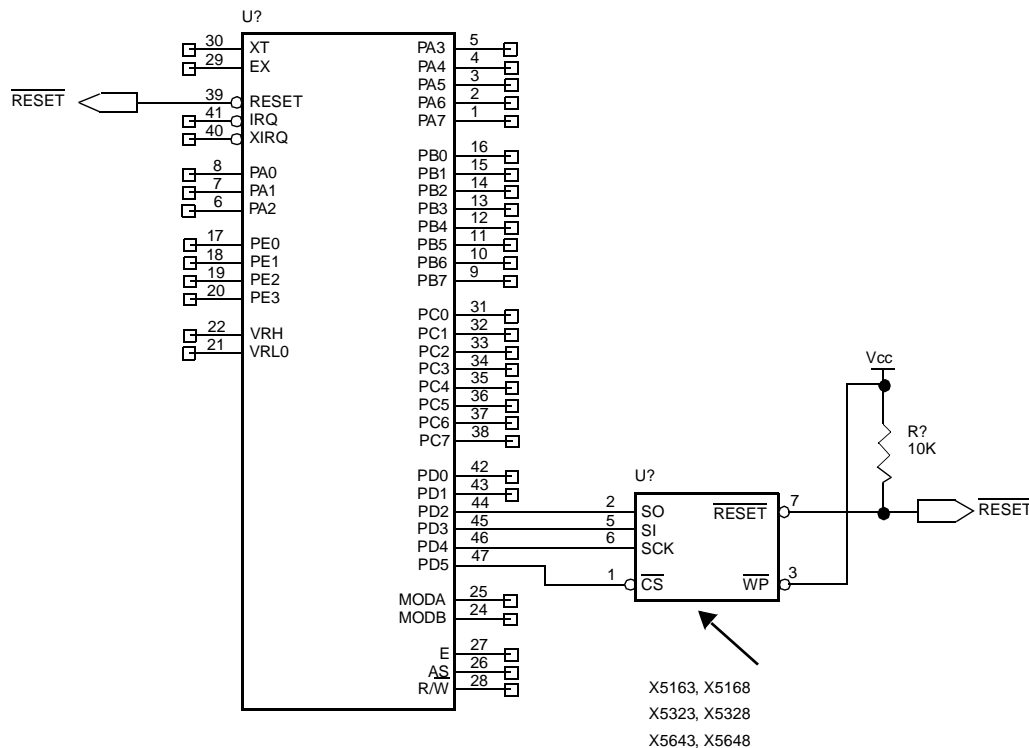 U?
30 XT
29 EX
RESET 39 RESET
41 IRQ
40 XIRQ
8 PA0
7 PA1
6 PA2
17 PE0
18 PE1
19 PE2
20 PE3
22 VRH
21 VRL0
PA3 5
PA4 4
PA5 3
PA6 2
PA7 1
PB0 16
PB1 15
PB2 14
PB3 13
PB4 12
PB5 11
PB6 10
PB7 9
PC0 31
PC1 32
PC2 33
PC3 34
PC4 35
PC5 36
PC6 37
PC7 38
PD0 42
PD1 43
PD2 44
PD3 45
PD4 46
PD5 47
MODA 25
MODB 24
E 27
AS 26
R/W 28
U?
2 SO
5 SI
6 SCK
1 CS
RESET 7
WP 3
Vcc
R?
10K
RESET
X5163, X5168
X5323, X5328
X5643, X5648